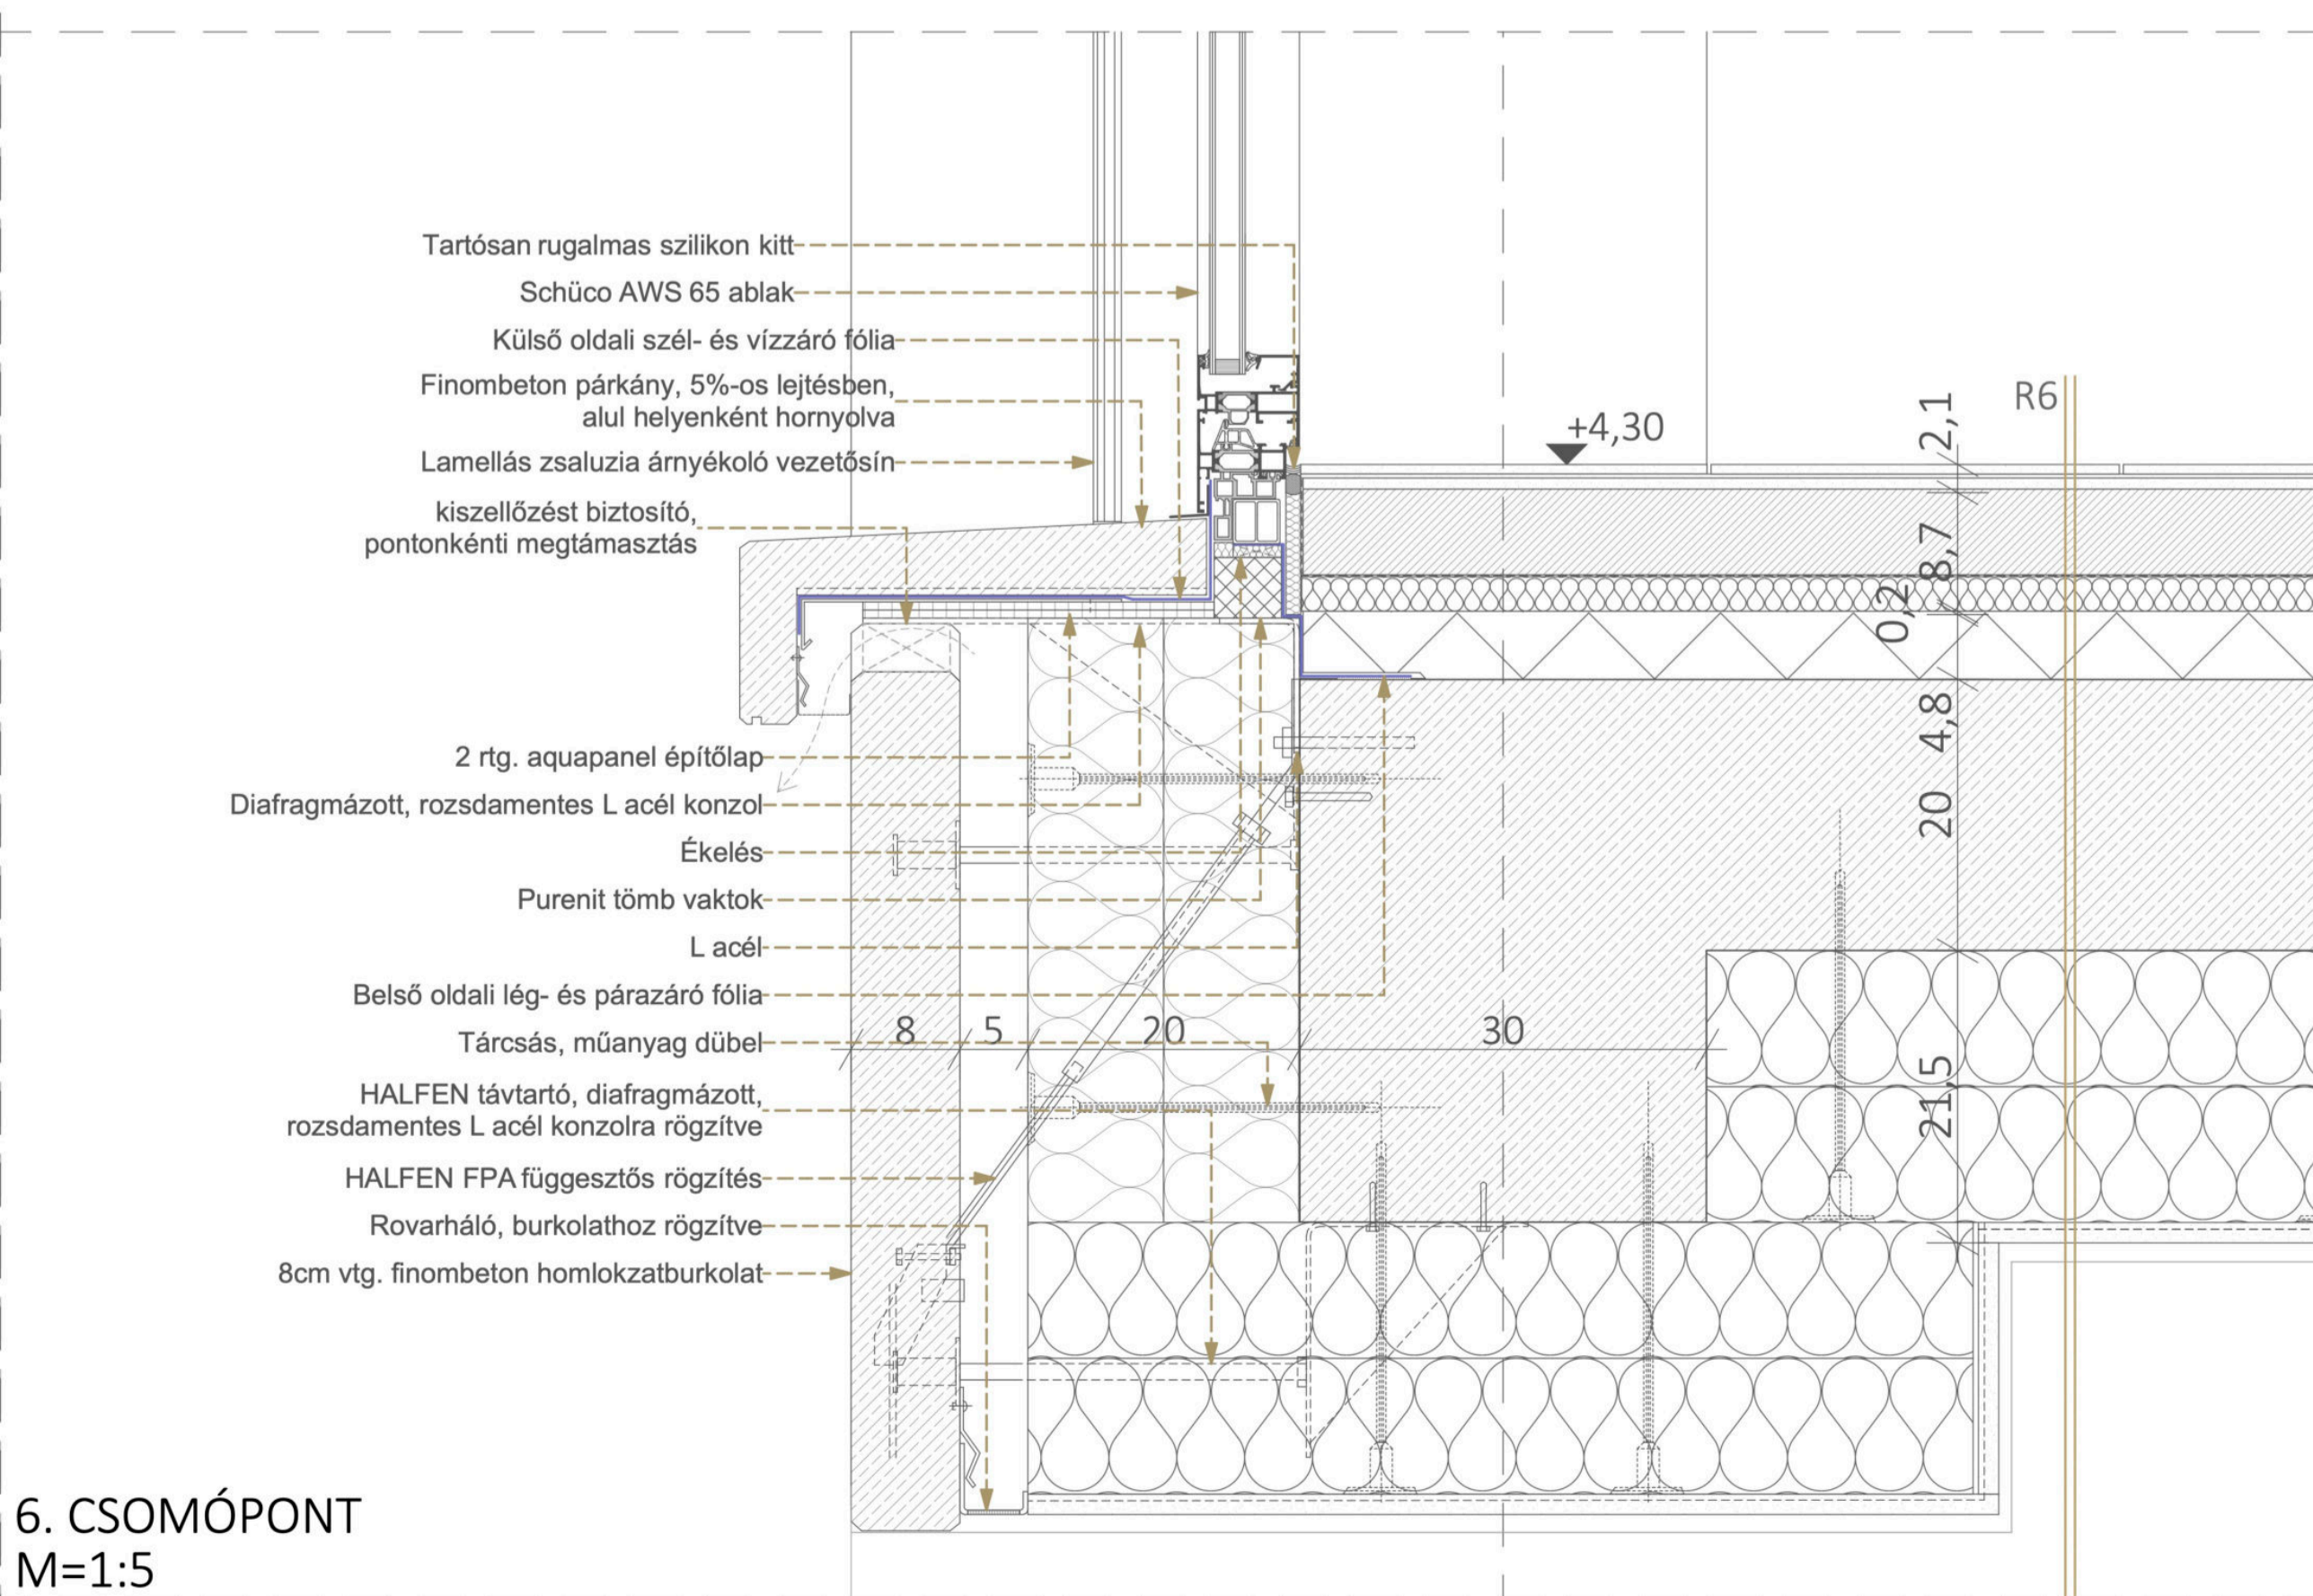 Tartósan rugalmas szilikon kitt
Schüco AWS 65 ablak
Külső oldali szél- és vízzáró fólia
Finombeton párkány, 5%-os lejtésben,
alul helyenként hornyolva
Lamellás zsaluzia árnyékoló vezetősín
kiszellőzést biztosító,
pontonkénti megtámasztás
2 rtg. aquapanel építőlap
Diafragmázott, rozsdamentes L acél konzol
Ékelés
Purenit tömb vaktok
L acél
Belső oldali lég- és párazáró fólia
Tárcsás, műanyag dübel
HALFEN távtartó, diafragmázott,
rozsdamentes L acél konzolra rögzítve
HALFEN FPA függesztős rögzítés
Rovarháló, burkolathoz rögzítve
8cm vtg. finombeton homlokzatburkolat
8 5 20 30
+4,30
R6
2,1
8,7
0,2
4,8
20
21,5
6. CSOMÓPONT
M=1:5